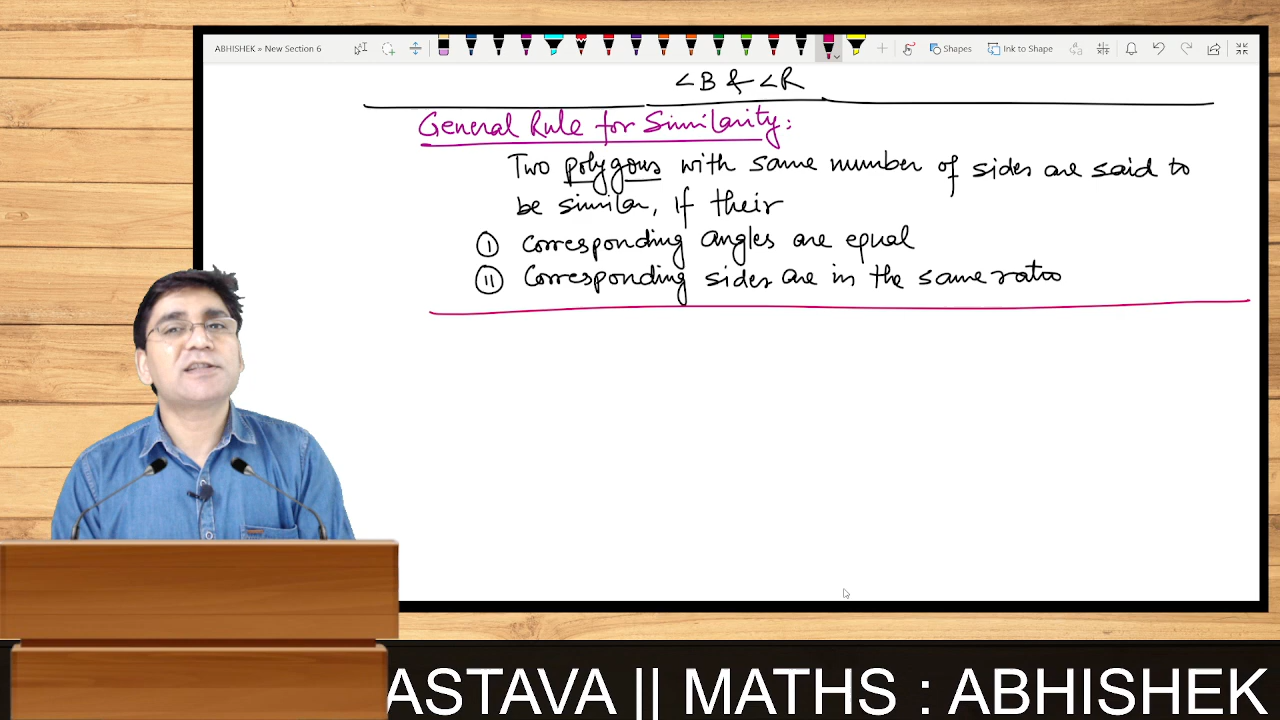 ABHISHEK » New Section 6
Shapes
Ink to Shape
∠B & ∠R
General Rule for Similarity:
Two polygons with same number of sides are said to
be similar, if their
(I) Corresponding angles are equal
(II) Corresponding sides are in the same ratio
ASTAVA || MATHS : ABHISHEK